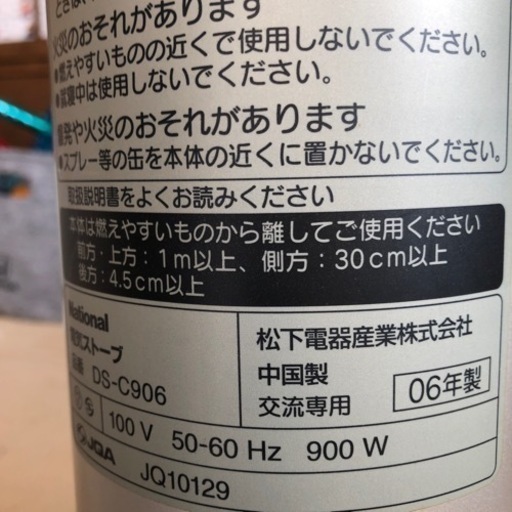 火災のおそれがあります
●燃えやすいものの近くで使用しないでください。
●就寝中は使用しないでください。
爆発や火災のおそれがあります
●スプレー等の缶を本体の近くに置かないでください。
取扱説明書をよくお読みください
本体は燃えやすいものから離してご使用ください
前方・上方：1m以上、側方：30cm以上
後方：4.5cm以上
National
電気ストーブ
品番 DS-C906
松下電器産業株式会社
中国製
交流専用
06年製
100 V 50-60 Hz 900 W
JQA JQ10129